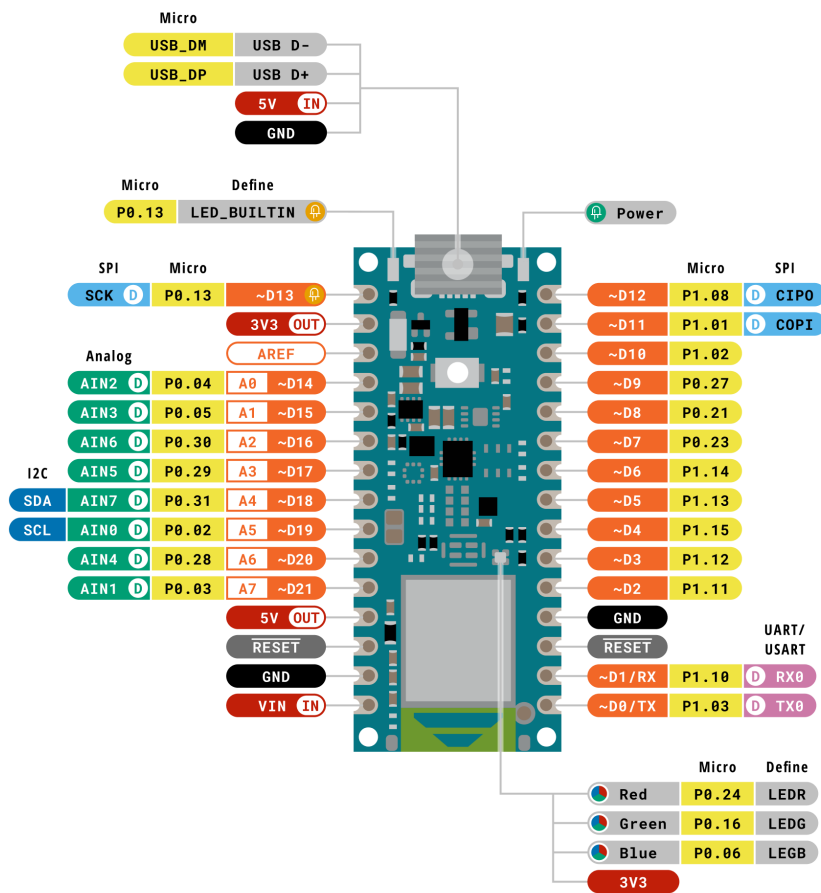 Micro
USB_DM USB D-
USB_DP USB D+
5V IN
GND
Micro Define
P0.13 LED_BUILTIN
Power
SPI Micro
SCK D P0.13 ~D13
3V3 OUT
AREF
Analog
AIN2 D P0.04 A0 ~D14
AIN3 D P0.05 A1 ~D15
AIN6 D P0.30 A2 ~D16
I2C
AIN5 D P0.29 A3 ~D17
SDA AIN7 D P0.31 A4 ~D18
SCL AIN0 D P0.02 A5 ~D19
AIN4 D P0.28 A6 ~D20
AIN1 D P0.03 A7 ~D21
5V OUT
RESET
GND
VIN IN
Micro SPI
~D12 P1.08 D CIPO
~D11 P1.01 D COPI
~D10 P1.02
~D9 P0.27
~D8 P0.21
~D7 P0.23
~D6 P1.14
~D5 P1.13
~D4 P1.15
~D3 P1.12
~D2 P1.11
GND
UART/
USART
RESET
~D1/RX P1.10 D RX0
~D0/TX P1.03 D TX0
Micro Define
Red P0.24 LEDR
Green P0.16 LEDG
Blue P0.06 LEGB
3V3